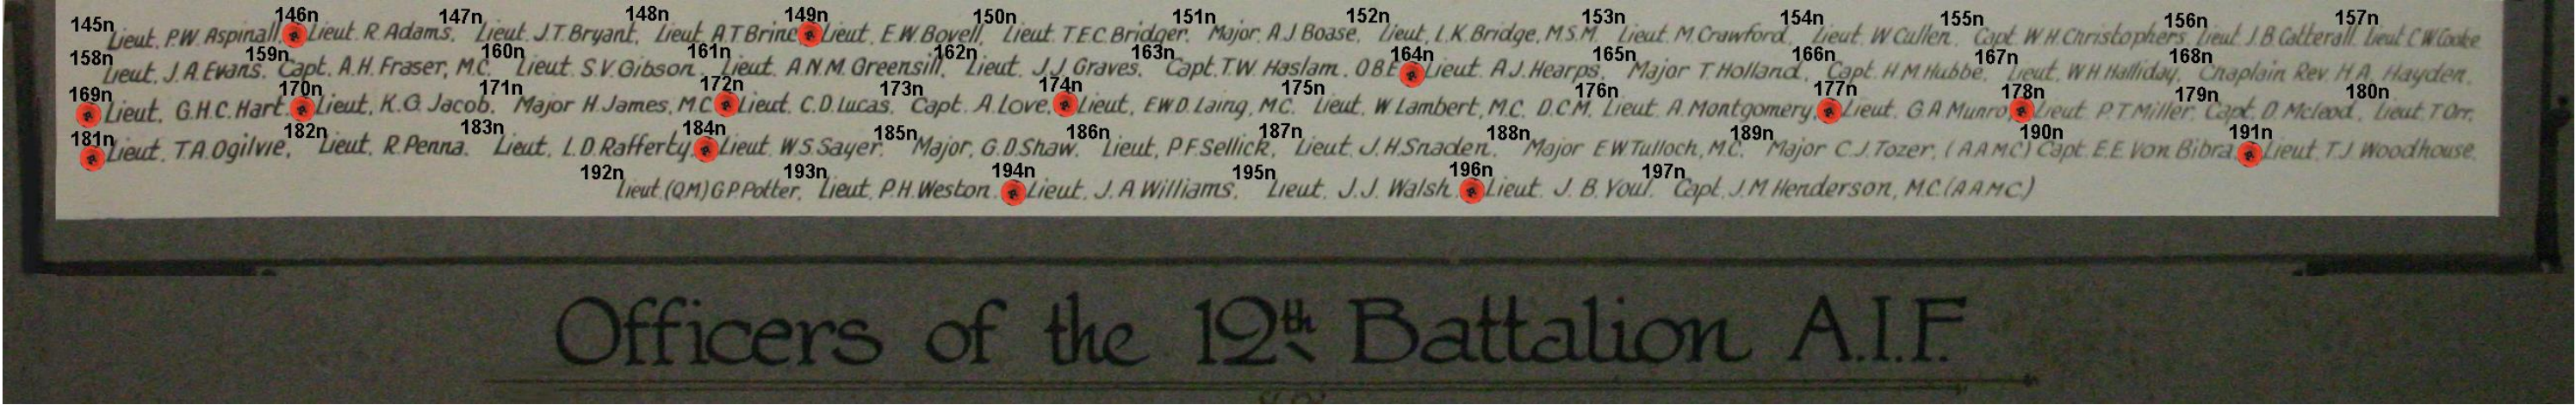 145n 146n 147n 148n 149n 150n 151n 152n 153n 154n 155n 156n 157n
Lieut. P.W. Aspinall, Lieut. R. Adams. Lieut. J.T. Bryant, Lieut. A.T Brine Lieut. E.W Bovell, Lieut T.E.C. Bridger. Major. A.J Boase, Lieut, L.K. Bridge, M.S.M. Lieut. M. Crawford, Lieut. W Cullen. Capt. W.H. Christophers, Lieut J.B. Catterall. Lieut C.W. Cooke
158n 159n 160n 161n 162n 163n 164n 165n 166n 167n 168n
Lieut. J.A. Evans. Capt. A.H. Fraser, M.C. Lieut. S.V. Gibson. Lieut. A.N.M. Greensill, Lieut. J.J. Graves. Capt. T.W Haslam. O.B.E Lieut. A.J. Hearps. Major T. Holland, Capt. H.M Hubbe, Lieut. W.H. Halliday, Chaplain Rev. H.A. Hayden.
169n 170n 171n 172n 173n 174n 175n 176n 177n 178n 179n 180n
Lieut. G.H.C. Hart. Lieut, K.G. Jacob. Major H. James, M.C Lieut. C.D. Lucas. Capt. A. Love. Lieut, E.W.D. Laing, M.C. Lieut. W Lambert, M.C. D.C.M. Lieut. A. Montgomery, Lieut. G.A Munro Lieut P.T Miller, Capt. D. McLeod, Lieut. T Orr,
181n 182n 183n 184n 185n 186n 187n 188n 189n 190n 191n
Lieut. T.A. Ogilvie, Lieut, R. Penna. Lieut. L.D. Rafferty, Lieut. W.S Sayer. Major, G.D. Shaw. Lieut, P.F. Sellick, Lieut. J.H. Snaden. Major E.W Tulloch, M.C. Major C.J. Tozer, (A A M C) Capt. E.E. Von Bibra Lieut. T.J. Woodhouse.
192n 193n 194n 195n 196n 197n
Lieut. (QM) G.P Potter, Lieut. P.H. Weston. Lieut. J.A Williams, Lieut. J.J. Walsh Lieut. J. B. Youl. Capt. J.M Henderson, M.C. (A A M C)
Officers of the 12th Battalion A.I.F.